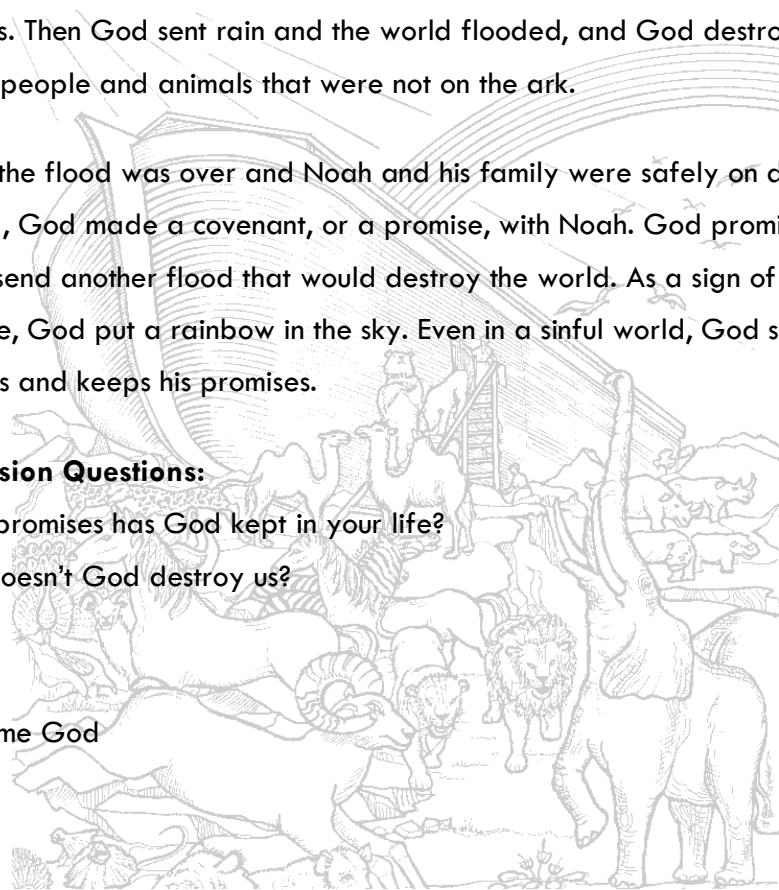 s. Then God sent rain and the world flooded, and God destro
people and animals that were not on the ark.
the flood was over and Noah and his family were safely on d
, God made a covenant, or a promise, with Noah. God promi
send another flood that would destroy the world. As a sign of
e, God put a rainbow in the sky. Even in a sinful world, God s
s and keeps his promises.
sion Questions:
promises has God kept in your life?
oesn’t God destroy us?
me God